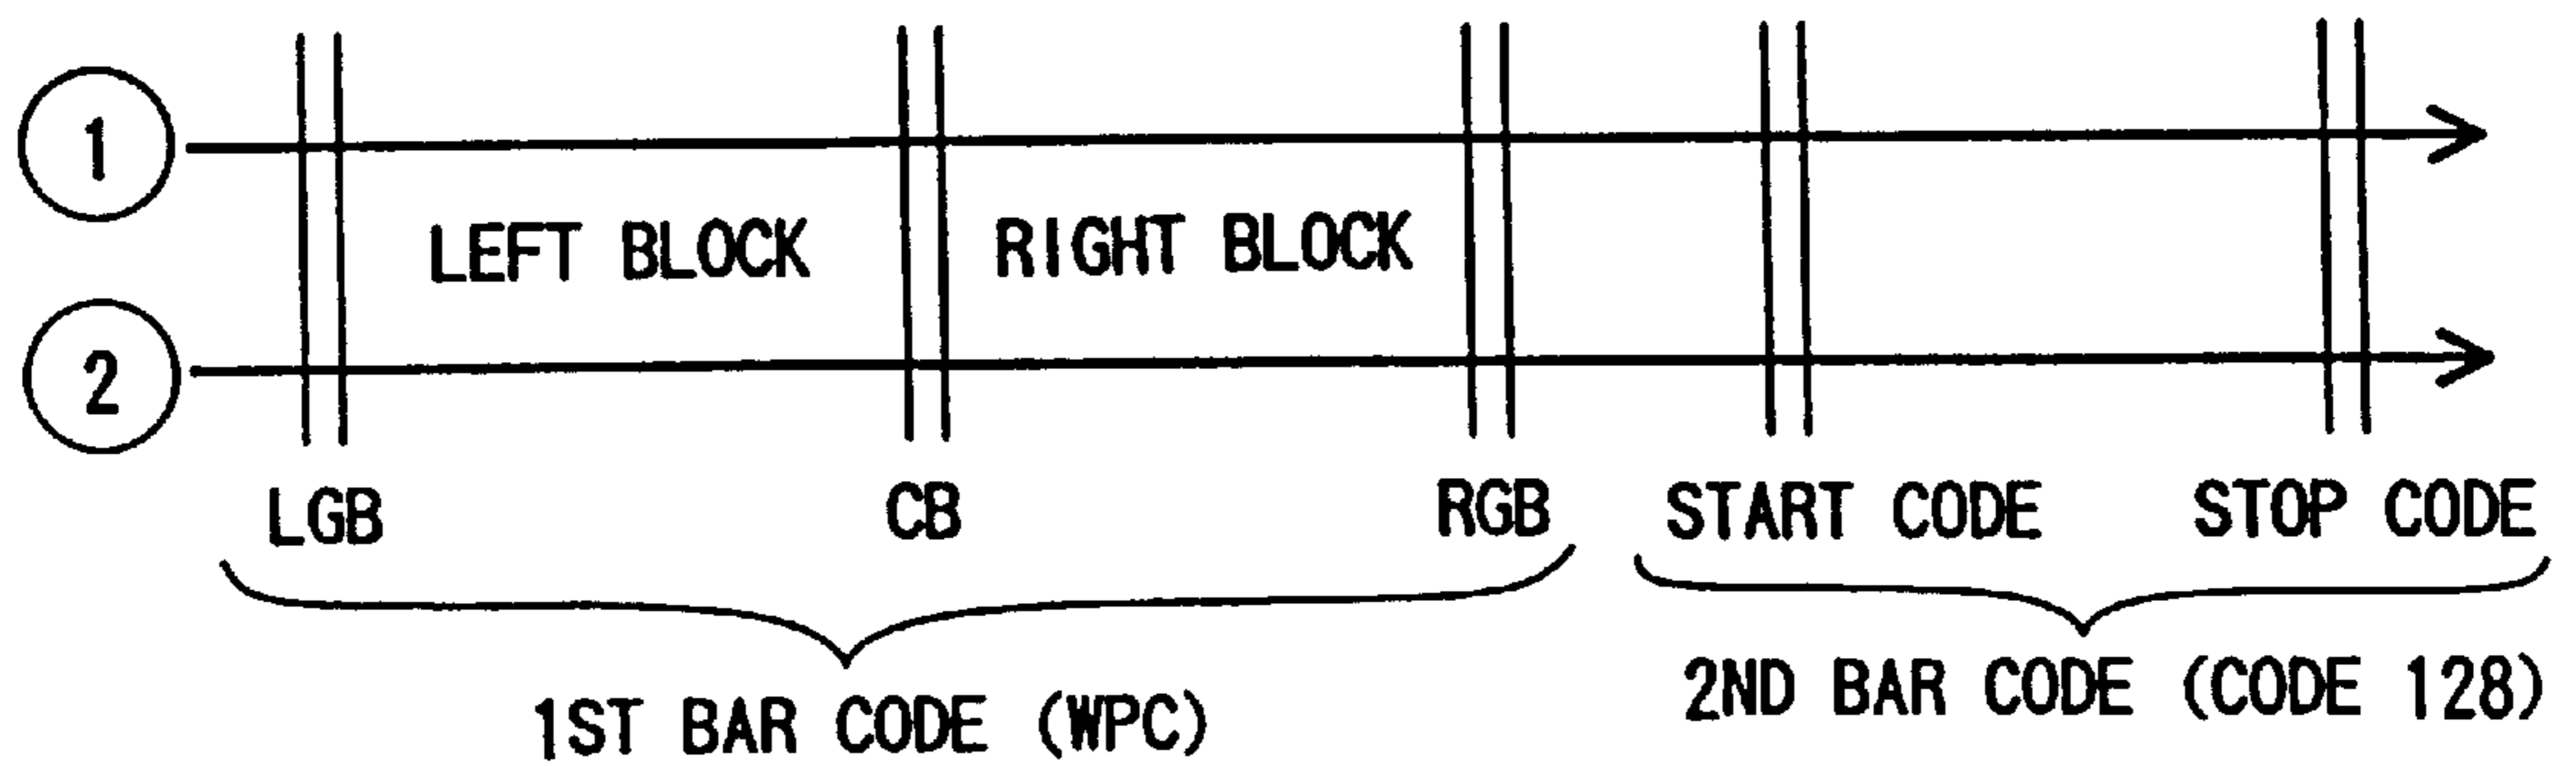 1
LEFT BLOCK RIGHT BLOCK
2
LGB CB RGB START CODE STOP CODE
1ST BAR CODE (WPC)
2ND BAR CODE (CODE 128)